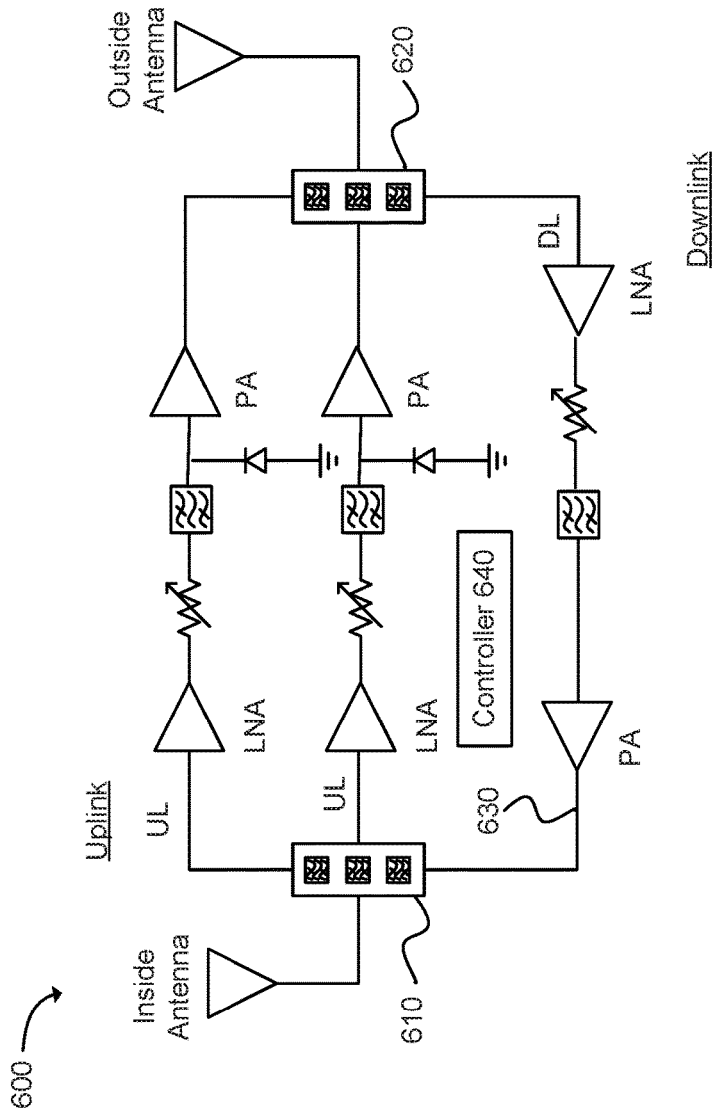 600
Outside
Antenna
620
Uplink
UL
LNA
PA
Inside
Antenna
610
UL
LNA
PA
Controller 640
630
PA
DL
LNA
Downlink